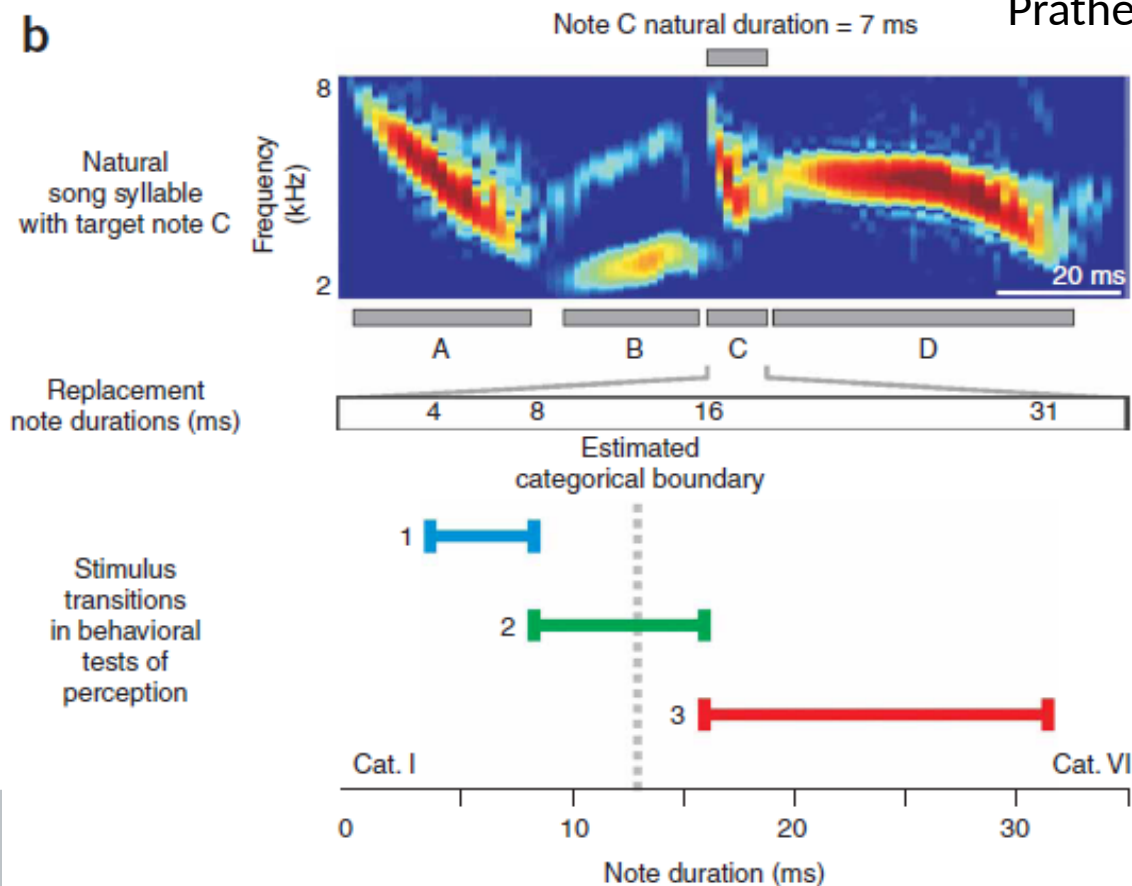 b
Prathe
Note C natural duration = 7 ms
8
Natural
song syllable
with target note C
Frequency
(kHz)
2
20 ms
A B C D
Replacement
note durations (ms)
4 8 16 31
Estimated
categorical boundary
1
Stimulus
transitions
in behavioral
tests of
perception
2
3
Cat. I Cat. VI
0 10 20 30
Note duration (ms)